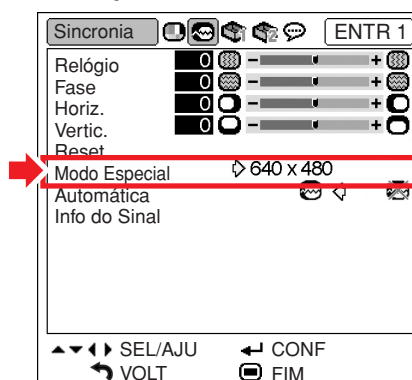 Sincronia ENTR 1
Relógio 0 - +
Fase 0 - +
Horiz. 0 - +
Vertic. 0 - +
Reset
Modo Especial 640 x 480
Automática
Info do Sinal
SEL/AJU CONF
VOLT FIM